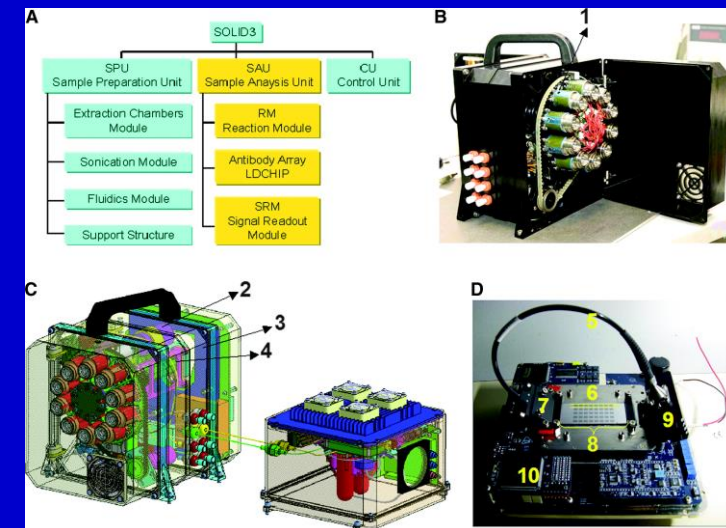 A
SOLID3
SPU
Sample Preparation Unit
SAU
Sample Anaysis Unit
CU
Control Unit
Extraction Chambers
Module
Sonication Module
Fluidics Module
Support Structure
RM
Reaction Module
Antibody Array
LDCHIP
SRM
Signal Readout
Module
B
1
C
2
3
4
D
5
6
7
8
9
10